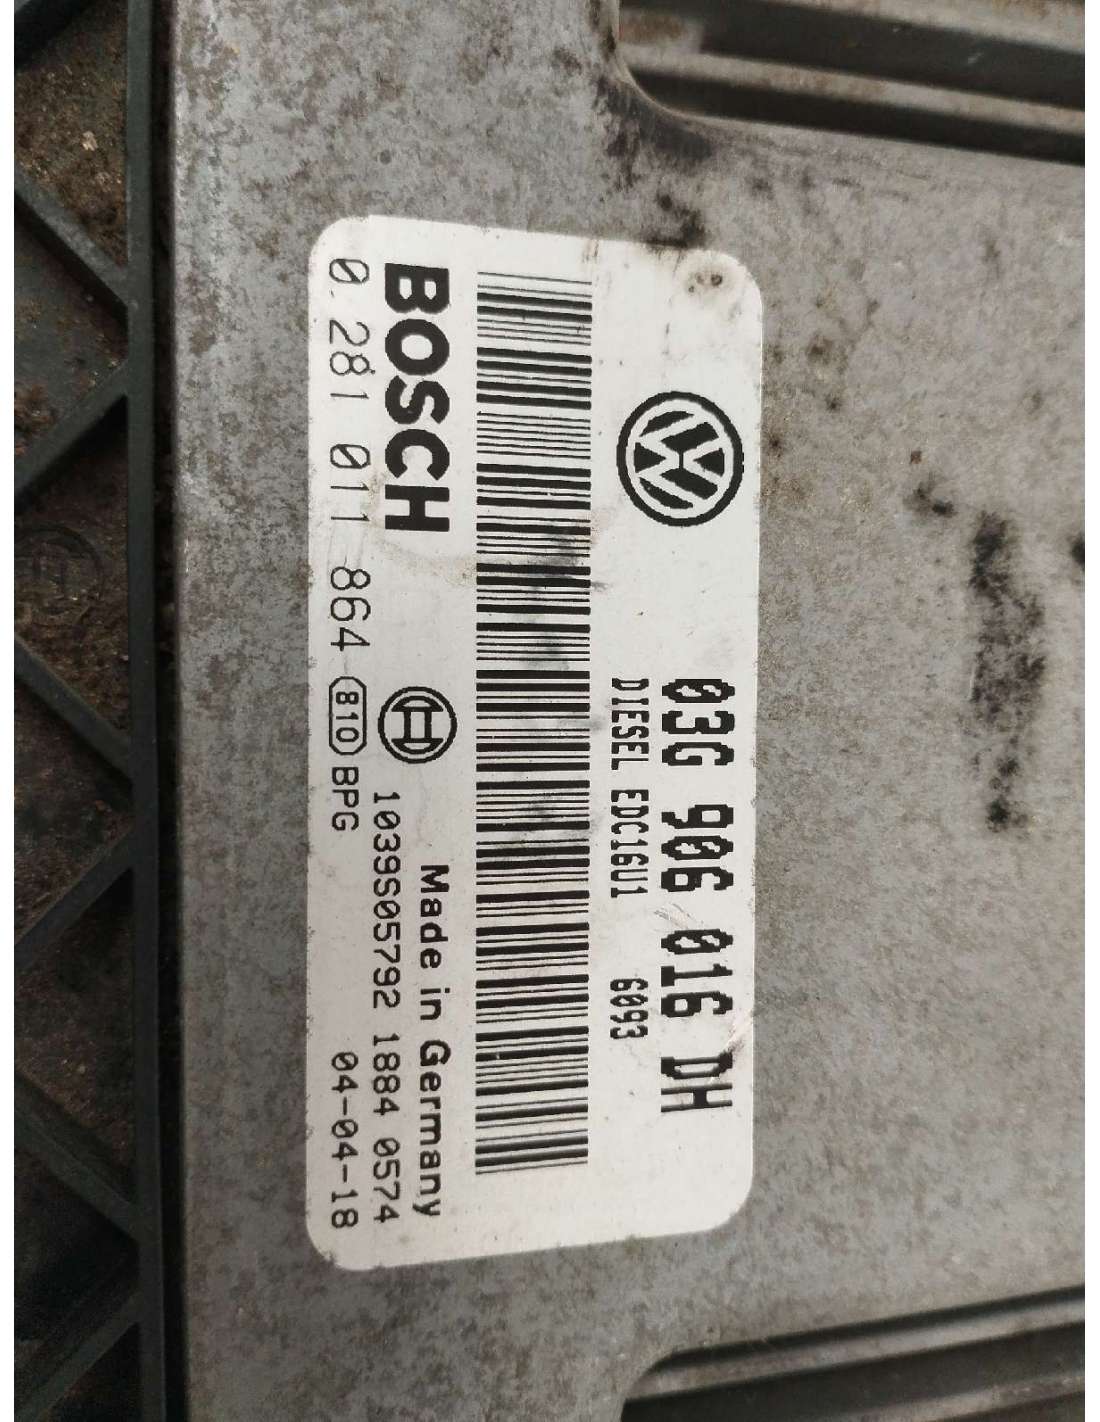 03G 906 016 DH
DIESEL EDC16U1 6093
BOSCH
Made in Germany
1039S05792 1884 0574
0 281 011 864 B10 BPG 04-04-18